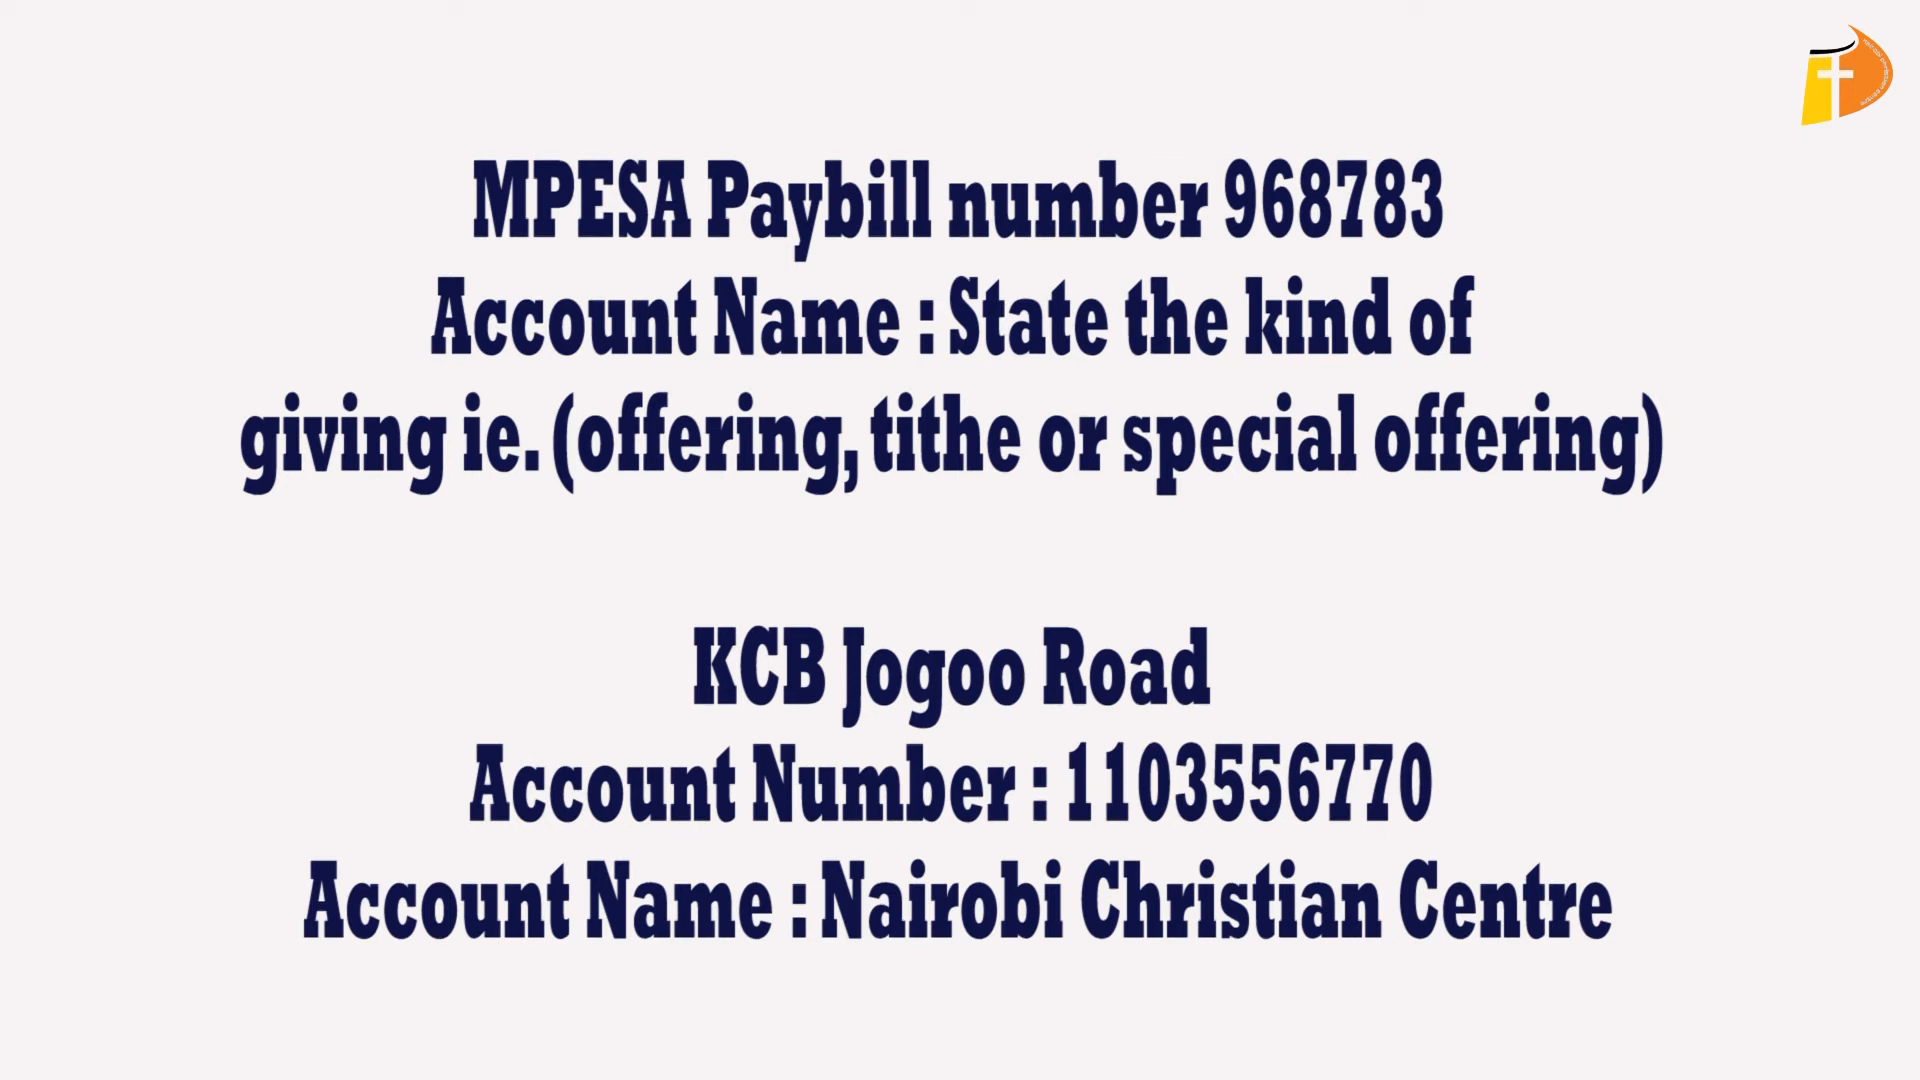 MPESA Paybill number 968783
Account Name : State the kind of
giving ie. (offering, tithe or special offering)
KCB Jogoo Road
Account Number : 1103556770
Account Name : Nairobi Christian Centre